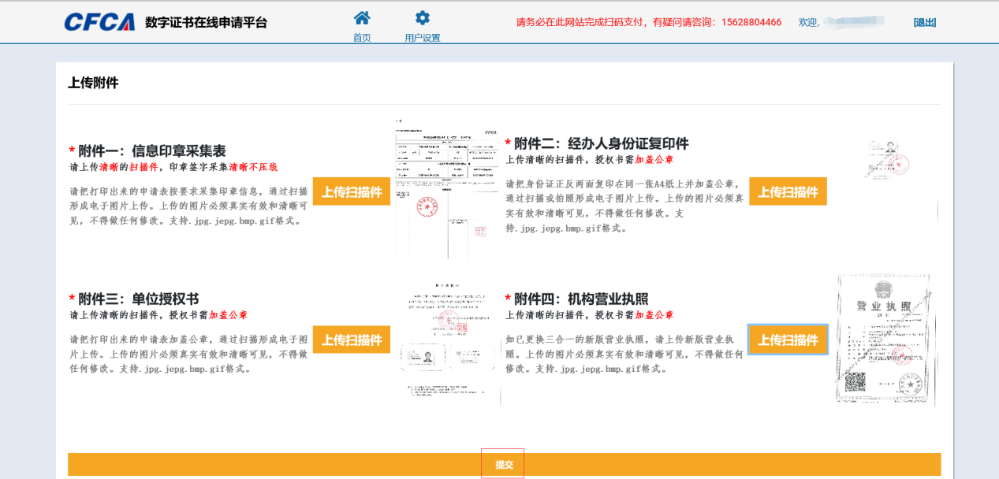 CFCA 数字证书在线申请平台
首页
用户设置
请务必在此网站完成扫码支付，有疑问请咨询：15628804466
欢迎,
[退出]
上传附件
* 附件一：信息印章采集表
请上传清晰的扫描件，印章签字采集清晰不压线
请把打印出来的申请表按要求采集印章信息，通过扫描
形成电子图片上传。上传的图片必须真实有效和清晰可
见，不得做任何修改。支持.jpg.jepg.bmp.gif格式。
上传扫描件
CFCA
* 附件二：经办人身份证复印件
上传清晰的扫描件，授权书需加盖公章
请把身份证正反两面复印在同一张A4纸上并加盖公章，
通过扫描或拍照形成电子图片上传。上传的图片必须真
实有效和清晰可见，不得做任何修改。支
持.jpg.jepg.bmp.gif格式。
上传扫描件
* 附件三：单位授权书
请上传清晰的扫描件，授权书需加盖公章
请把打印出来的申请表加盖公章，通过扫描形成电子图
片上传。上传的图片必须真实有效和清晰可见，不得做
任何修改。支持.jpg.jepg.bmp.gif格式。
上传扫描件
* 附件四：机构营业执照
上传清晰的扫描件，授权书需加盖公章
如已更换三合一的新版营业执照，请上传新版营业执
照。上传的图片必须真实有效和清晰可见，不得做任何
修改。支持.jpg.jepg.bmp.gif格式。
上传扫描件
营业执照
提交